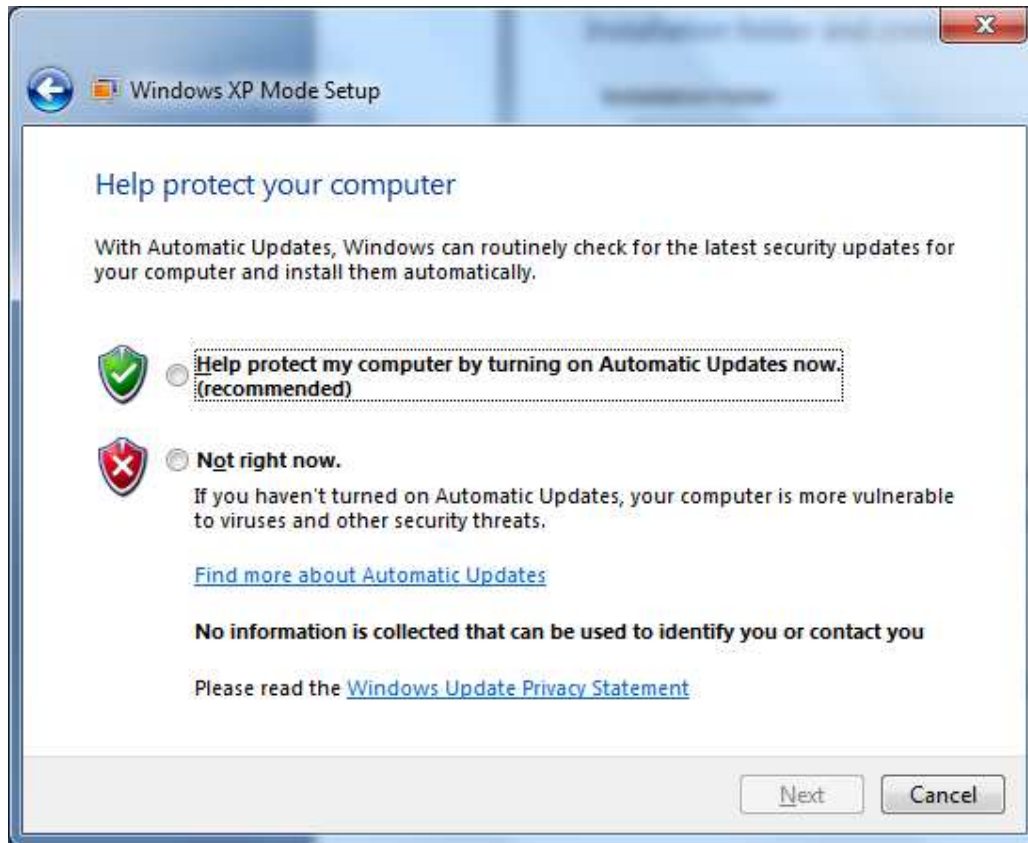 Windows XP Mode Setup
Help protect your computer
With Automatic Updates, Windows can routinely check for the latest security updates for
your computer and install them automatically.
Help protect my computer by turning on Automatic Updates now.
(recommended)
Not right now.
If you haven't turned on Automatic Updates, your computer is more vulnerable
to viruses and other security threats.
Find more about Automatic Updates
No information is collected that can be used to identify you or contact you
Please read the Windows Update Privacy Statement
Next
Cancel